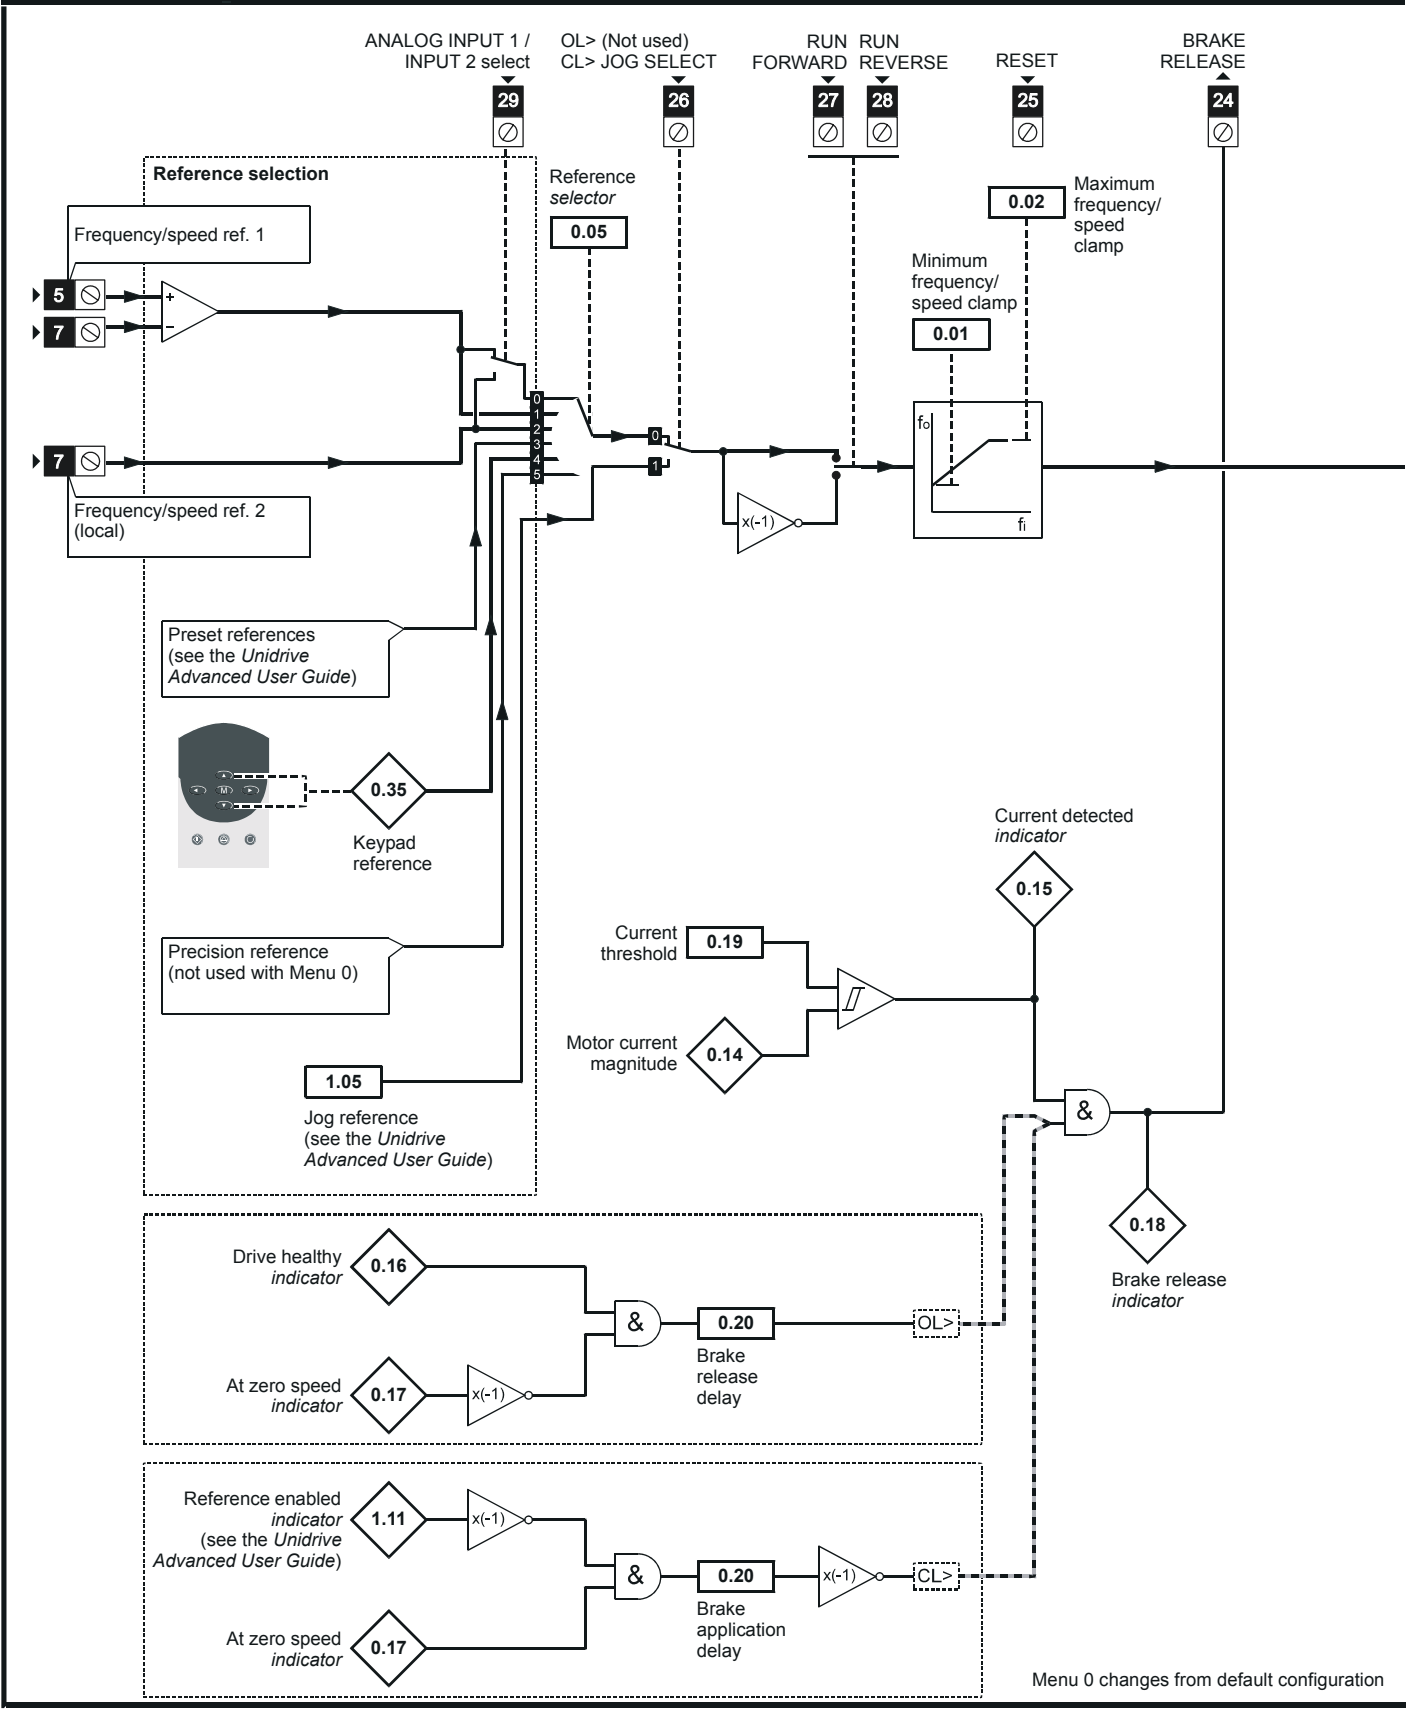 ANALOG INPUT 1 /
INPUT 2 select
OL> (Not used)
CL> JOG SELECT
RUN
FORWARD
RUN
REVERSE
RESET
BRAKE
RELEASE
29
26
27
28
25
24
Reference selection
Reference
selector
0.05
Maximum
frequency/
speed
clamp
0.02
Minimum
frequency/
speed clamp
0.01
Frequency/speed ref. 1
5
7
+
−
0
1
2
3
4
5
0
1
7
Frequency/speed ref. 2
(local)
x(-1)
fo
fi
Preset references
(see the Unidrive
Advanced User Guide)
M
0.35
Keypad
reference
Precision reference
(not used with Menu 0)
1.05
Jog reference
(see the Unidrive
Advanced User Guide)
Current detected
indicator
0.15
Current
threshold
0.19
Motor current
magnitude
0.14
&
0.18
Brake release
indicator
Drive healthy
indicator
0.16
&
0.20
Brake
release
delay
OL>
At zero speed
indicator
0.17
x(-1)
Reference enabled
indicator
(see the Unidrive
Advanced User Guide)
1.11
x(-1)
&
0.20
Brake
application
delay
x(-1)
CL>
At zero speed
indicator
0.17
Menu 0 changes from default configuration